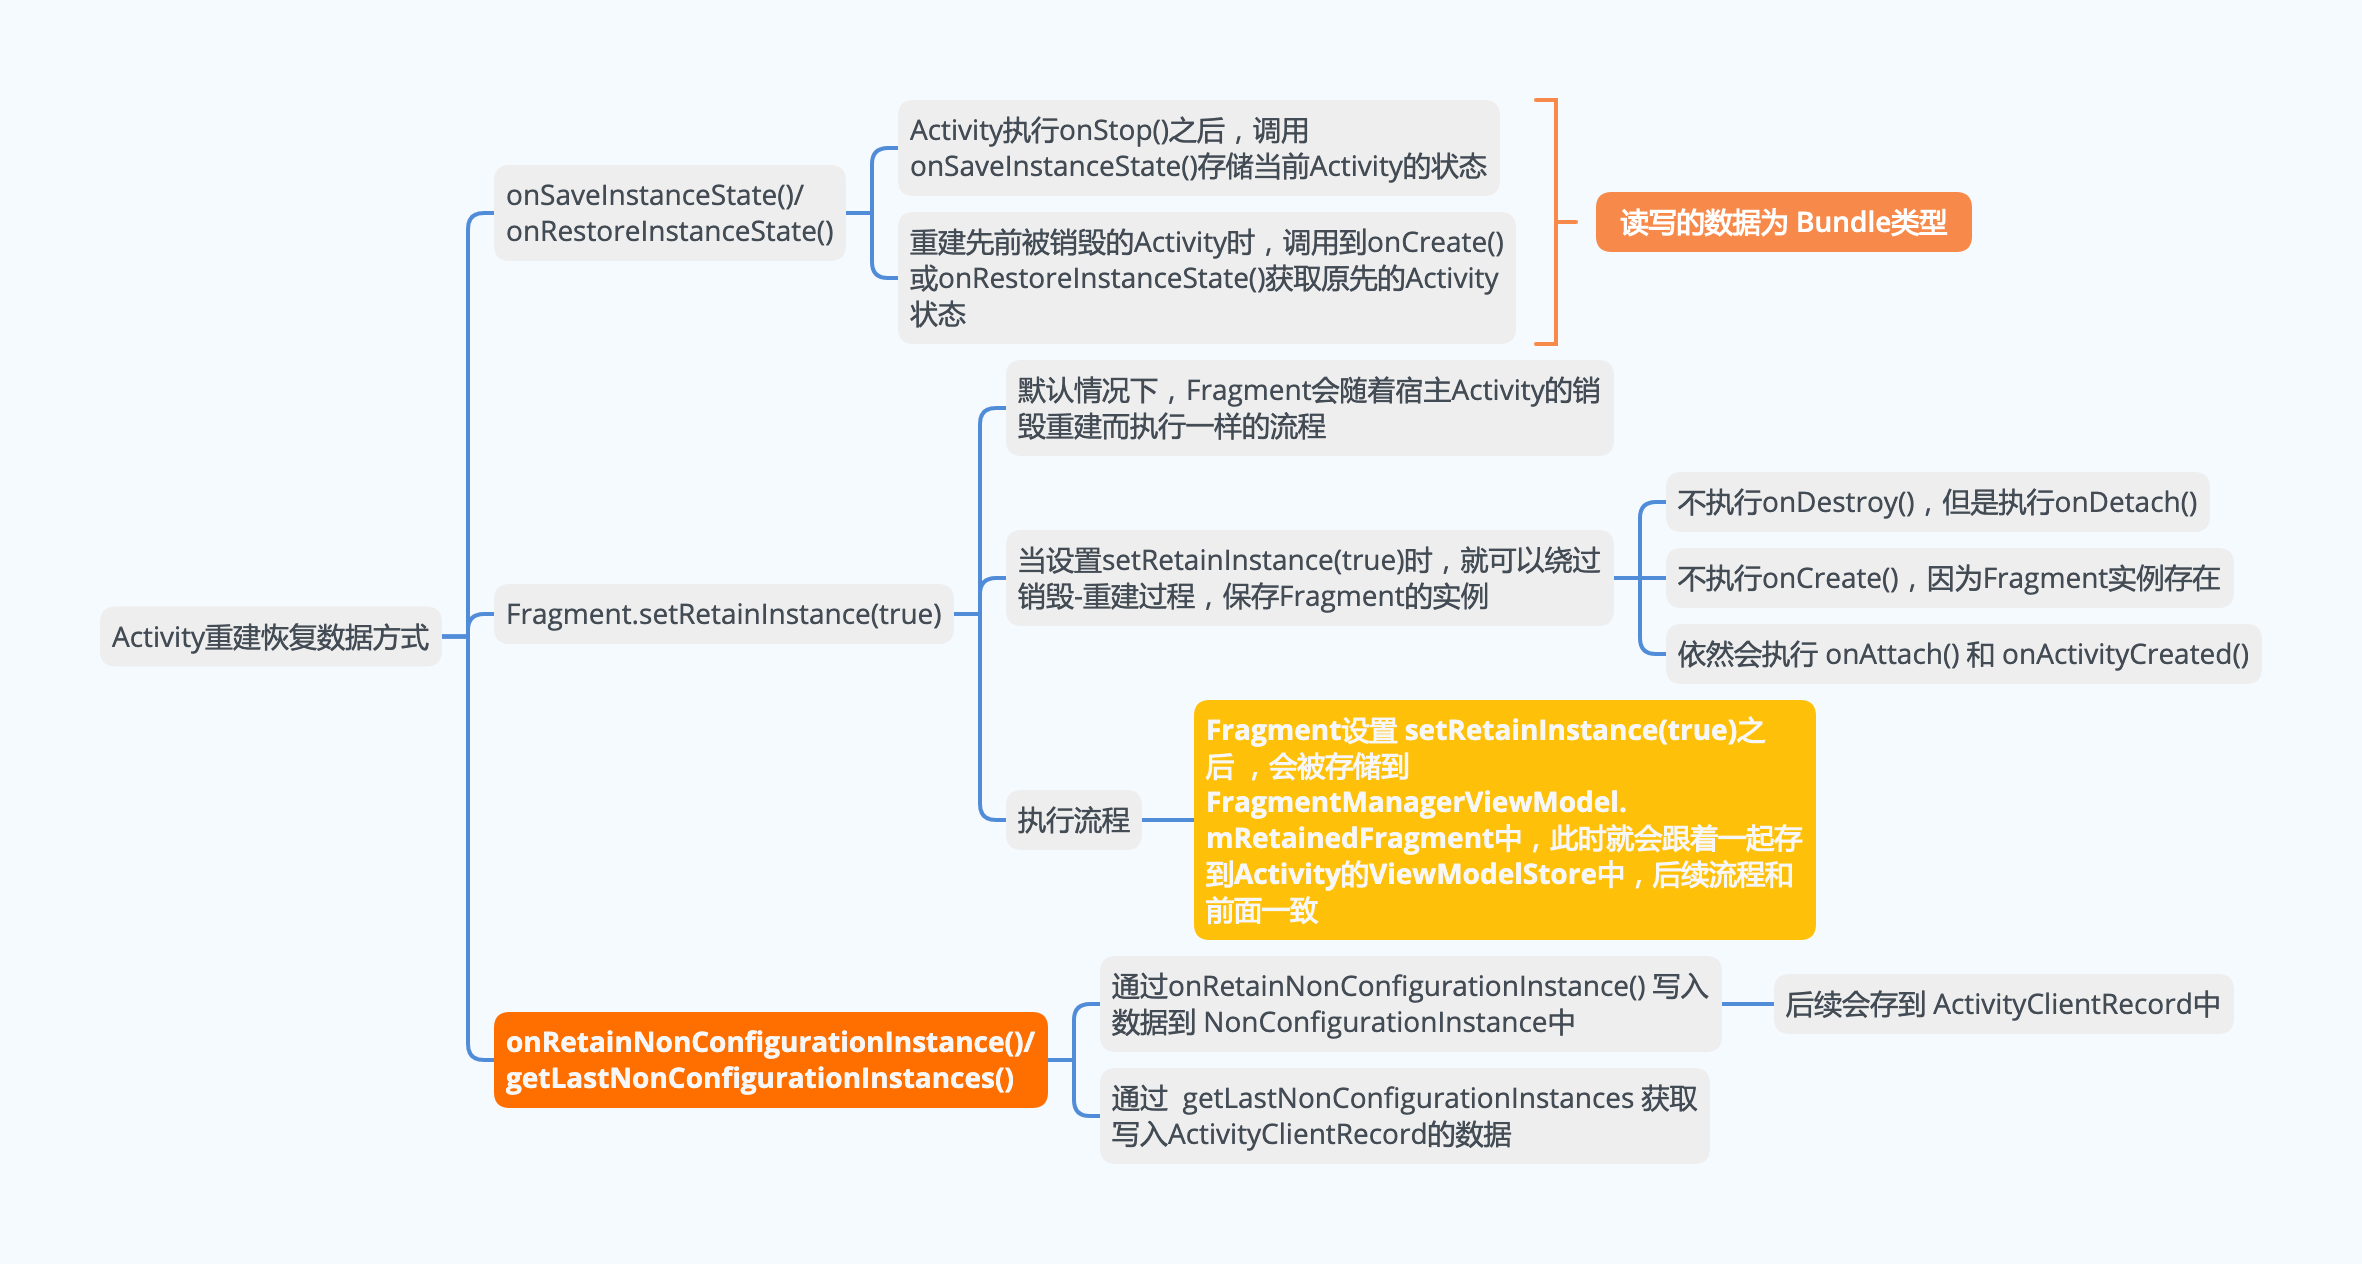 Activity重建恢复数据方式
onSaveInstanceState()/
onRestoreInstanceState()
Activity执行onStop()之后，调用
onSaveInstanceState()存储当前Activity的状态
重建先前被销毁的Activity时，调用到onCreate()
或onRestoreInstanceState()获取原先的Activity
状态
读写的数据为 Bundle类型
Fragment.setRetainInstance(true)
默认情况下，Fragment会随着宿主Activity的销
毁重建而执行一样的流程
当设置setRetainInstance(true)时，就可以绕过
销毁-重建过程，保存Fragment的实例
不执行onDestroy()，但是执行onDetach()
不执行onCreate()，因为Fragment实例存在
依然会执行 onAttach() 和 onActivityCreated()
执行流程
Fragment设置 setRetainInstance(true)之
后 ，会被存储到
FragmentManagerViewModel.
mRetainedFragment中，此时就会跟着一起存
到Activity的ViewModelStore中，后续流程和
前面一致
onRetainNonConfigurationInstance()/
getLastNonConfigurationInstances()
通过onRetainNonConfigurationInstance() 写入
数据到 NonConfigurationInstance中
后续会存到 ActivityClientRecord中
通过  getLastNonConfigurationInstances 获取
写入ActivityClientRecord的数据